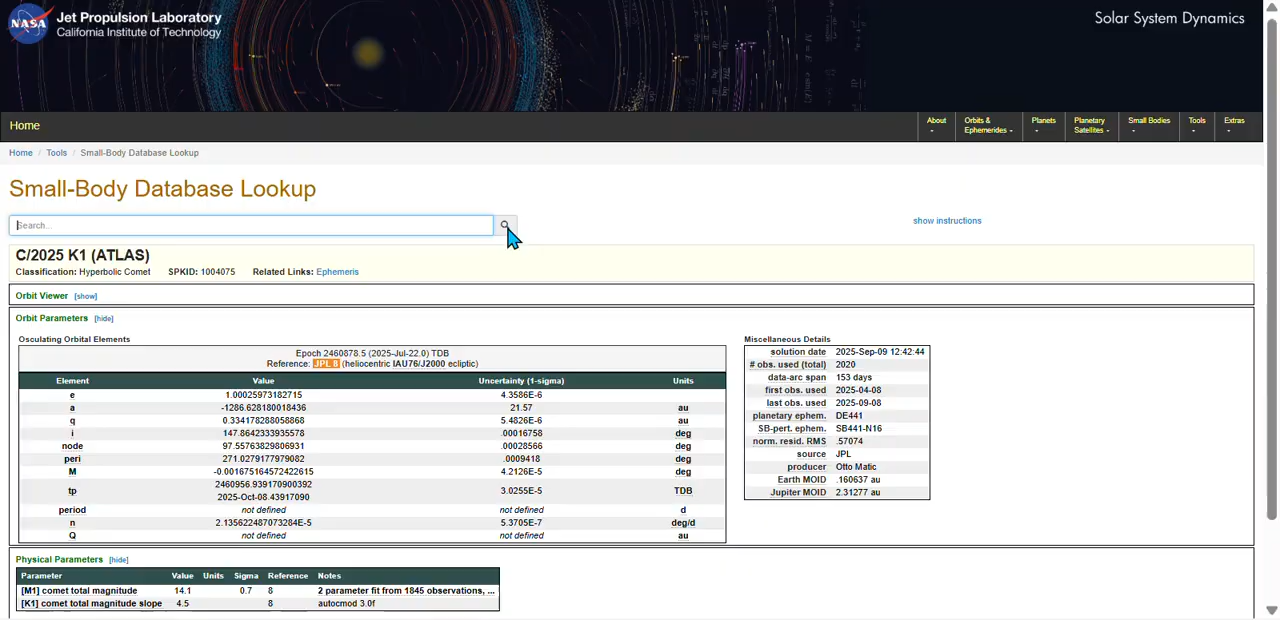 NASA
Jet Propulsion Laboratory
California Institute of Technology
Solar System Dynamics
Home
About
Orbits & Ephemerides
Planets
Planetary Satellites
Small Bodies
Tools
Extras
Home / Tools / Small-Body Database Lookup
Small-Body Database Lookup
Search...
show instructions
C/2025 K1 (ATLAS)
Classification: Hyperbolic Comet SPKID: 1004075 Related Links: Ephemeris
Orbit Viewer [show]
Orbit Parameters [hide]
Osculating Orbital Elements
Epoch 2460878.5 (2025-Jul-22.0) TDB
Reference: JPL 8 (heliocentric IAU76/J2000 ecliptic)
Element Value Uncertainty (1-sigma) Units
e 1.00025973182715 4.3586E-6
a -1286.628180018436 21.57 au
q 0.334178288058868 5.4826E-6 au
i 147.8642333935578 .00016758 deg
node 97.55763829806931 .00028566 deg
peri 271.0279177979082 .0009418 deg
M -0.001675164572422615 4.2126E-5 deg
tp 2460956.939170900392 3.0255E-5 TDB
2025-Oct-08.43917090
period not defined not defined d
n 2.135622487073284E-5 5.3705E-7 deg/d
Q not defined not defined au
Miscellaneous Details
solution date 2025-Sep-09 12:42:44
# obs. used (total) 2020
data-arc span 153 days
first obs. used 2025-04-08
last obs. used 2025-09-08
planetary ephem. DE441
SB-pert. ephem. SB441-N16
norm. resid. RMS .57074
source JPL
producer Otto Matic
Earth MOID .160637 au
Jupiter MOID 2.31277 au
Physical Parameters [hide]
Parameter Value Units Sigma Reference Notes
[M1] comet total magnitude 14.1 0.7 8 2 parameter fit from 1845 observations, ...
[K1] comet total magnitude slope 4.5 8 autocmod 3.0f